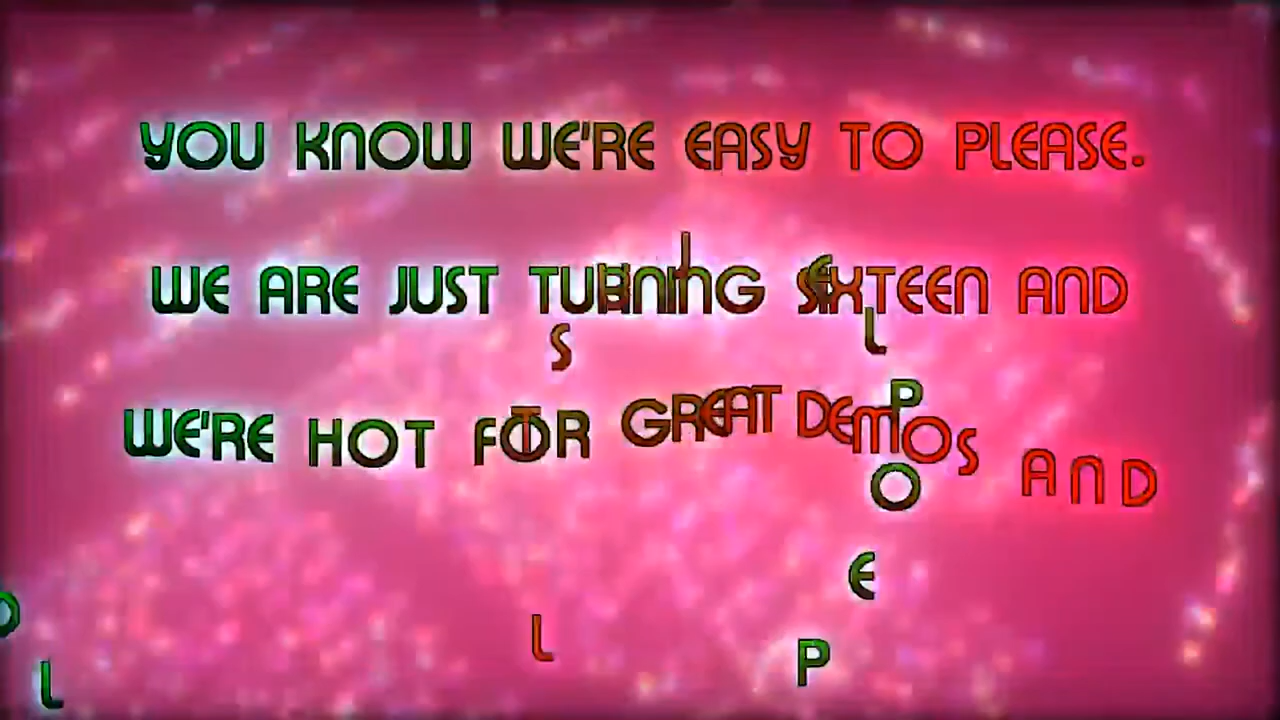 YOU KNOW WE'RE EASY TO PLEASE.
WE ARE JUST TURNING SIXTEEN AND
WE'RE HOT FOR GREAT DEMOS AND